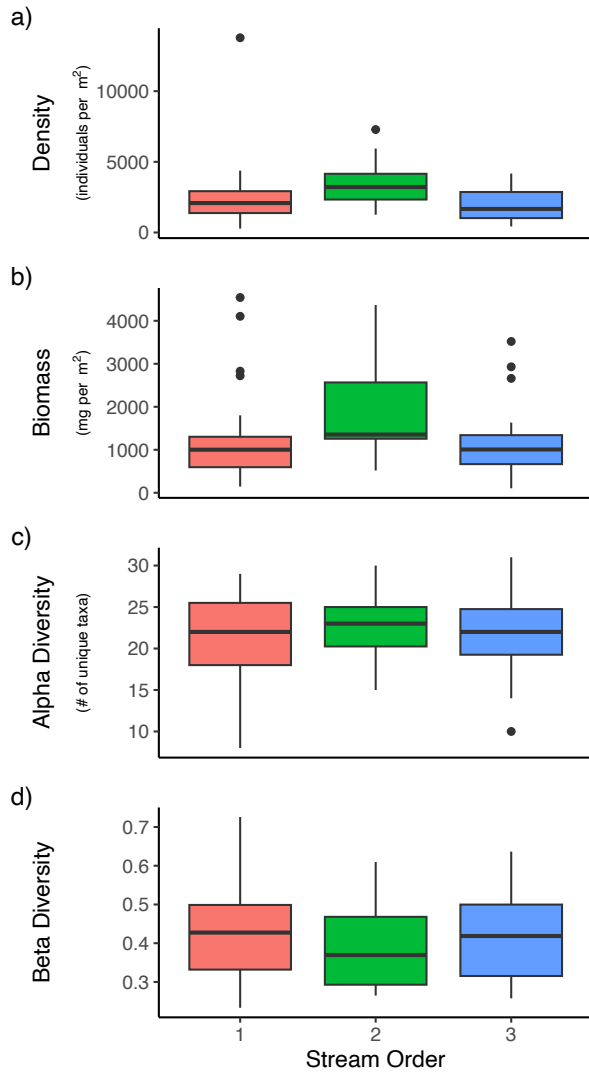 a)
Density
(individuals per m²)
10000
5000
0
b)
Biomass
(mg per m²)
4000
3000
2000
1000
0
c)
Alpha Diversity
(# of unique taxa)
30
25
20
15
10
d)
Beta Diversity
0.7
0.6
0.5
0.4
0.3
1 2 3
Stream Order